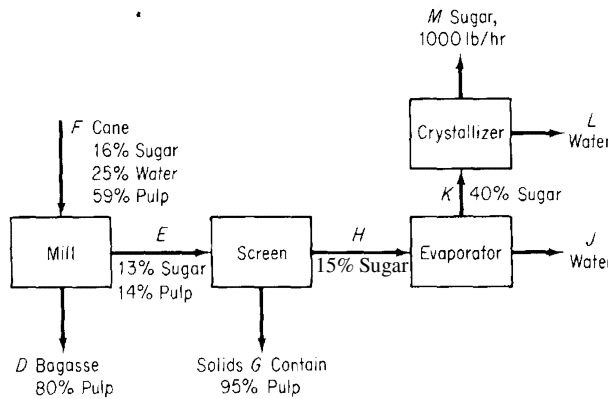 M Sugar,
1000 lb/hr
F Cane
16% Sugar
25% Water
59% Pulp
Crystallizer
L
Water
K 40% Sugar
Mill
E
13% Sugar
14% Pulp
Screen
H
15% Sugar
Evaporator
J
Water
D Bagasse
80% Pulp
Solids G Contain
95% Pulp